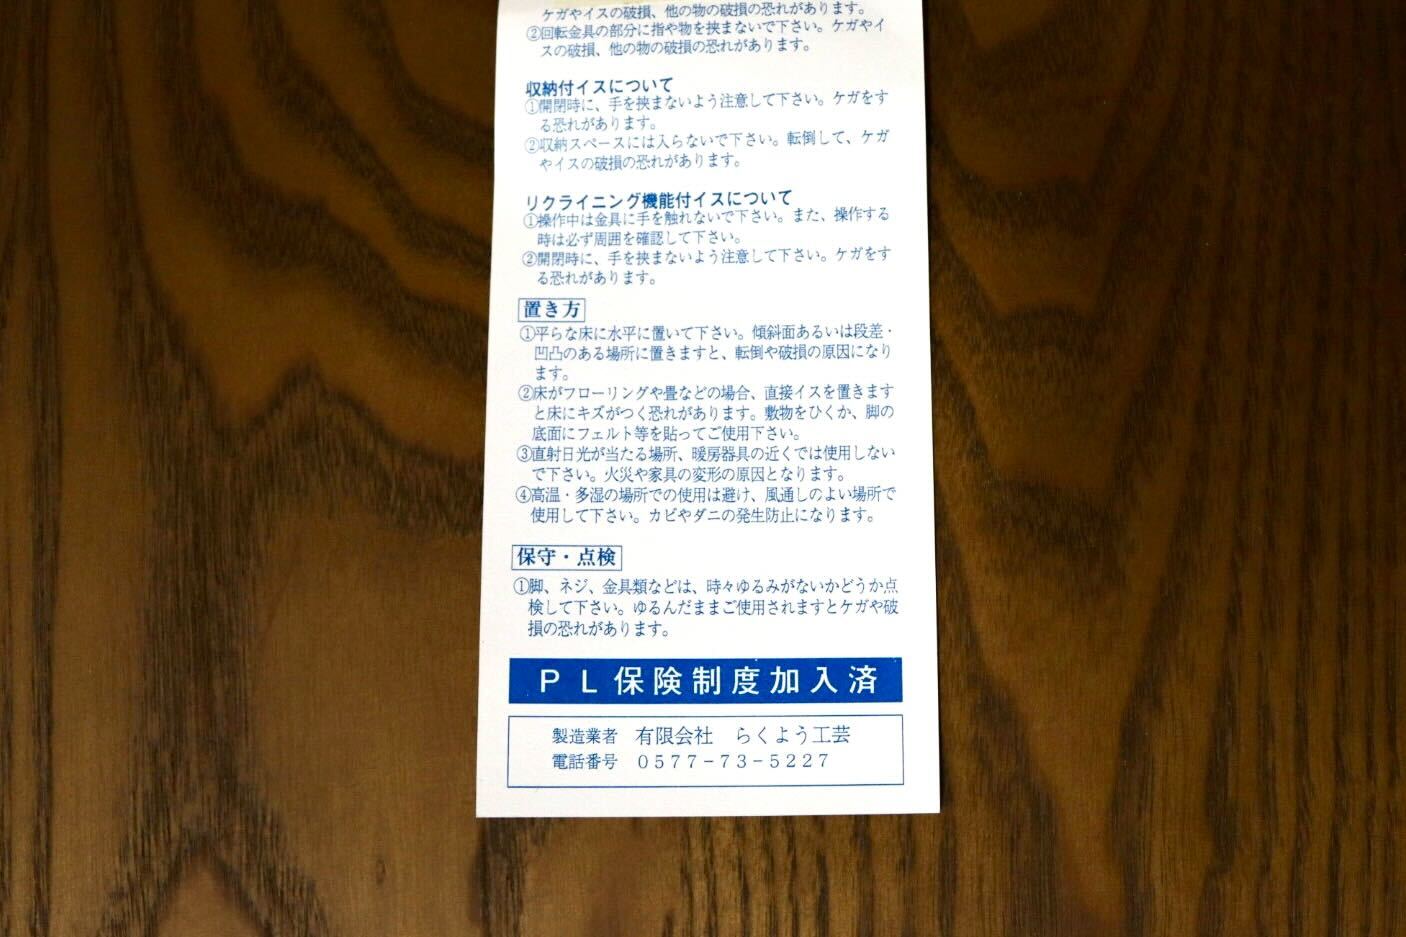 ケガやイスの破損、他の物の破損の恐れがあります。
②回転金具の部分に指や物を挟まないで下さい。ケガやイ
スの破損、他の物の破損の恐れがあります。
収納付イスについて
①開閉時に、手を挟まないよう注意して下さい。ケガをす
る恐れがあります。
②収納スペースには入らないで下さい。転倒して、ケガ
やイスの破損の恐れがあります。
リクライニング機能付イスについて
①操作中は金具に手を触れないで下さい。また、操作する
時は必ず周囲を確認して下さい。
②開閉時に、手を挟まないよう注意して下さい。ケガをす
る恐れがあります。
置き方
①平らな床に水平に置いて下さい。傾斜面あるいは段差・
凹凸のある場所に置きますと、転倒や破損の原因になり
ます。
②床がフローリングや畳などの場合、直接イスを置きます
と床にキズがつく恐れがあります。敷物をひくか、脚の
底面にフェルト等を貼ってご使用下さい。
③直射日光が当たる場所、暖房器具の近くでは使用しない
で下さい。火災や家具の変形の原因となります。
④高温・多湿の場所での使用は避け、風通しのよい場所で
使用して下さい。カビやダニの発生防止になります。
保守・点検
①脚、ネジ、金具類などは、時々ゆるみがないかどうか点
検して下さい。ゆるんだままご使用されますとケガや破
損の恐れがあります。
ＰＬ保険制度加入済
製造業者　有限会社　らくよう工芸
電話番号　０５７７－７３－５２２７